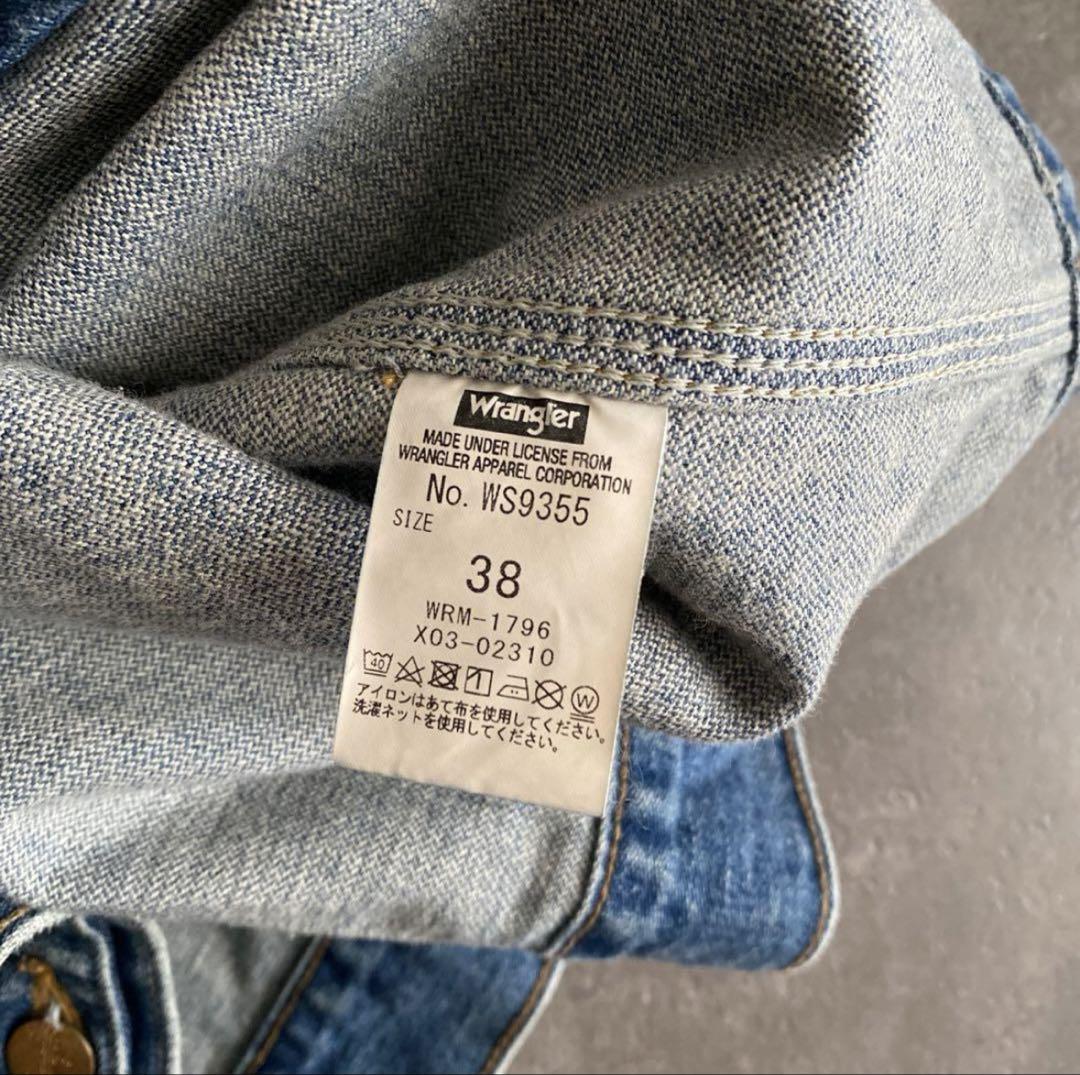 Wrangler
MADE UNDER LICENSE FROM
WRANGLER APPAREL CORPORATION
No. WS9355
SIZE
38
WRM-1796
X03-02310
40 W
アイロンはあて布を使用してください。
洗濯ネットを使用してください。